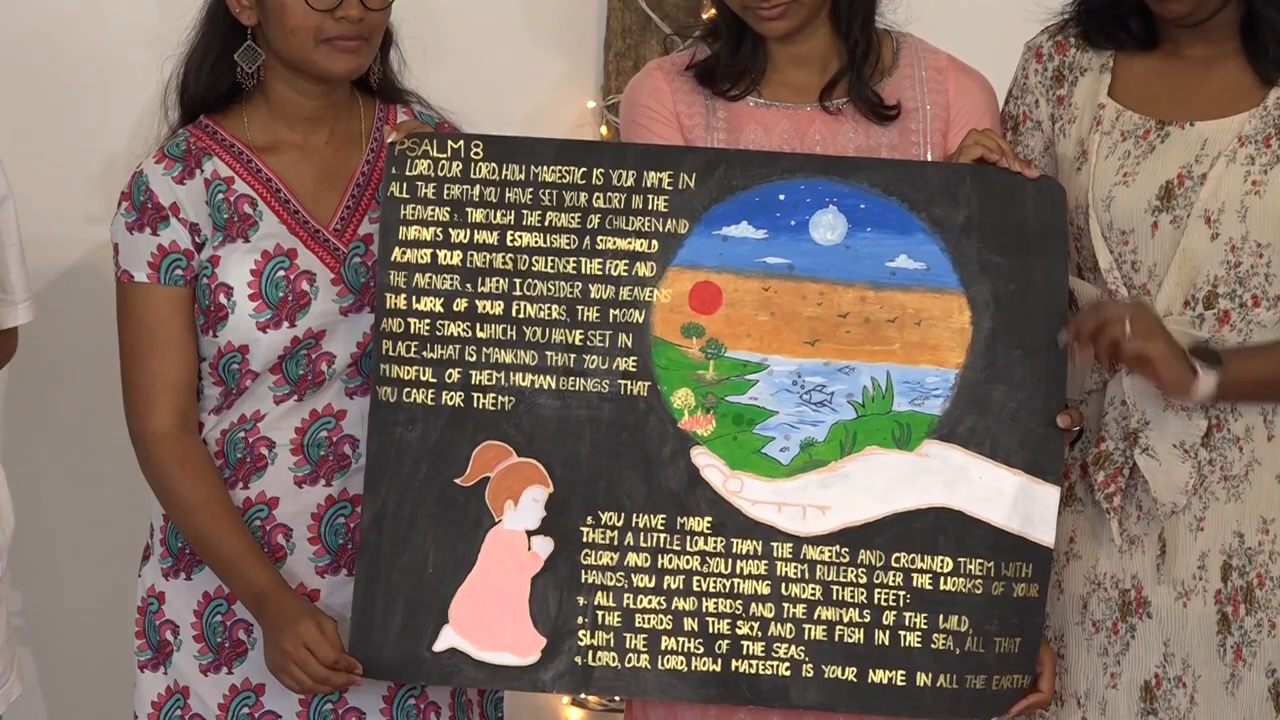 PSALM 8
1. LORD, OUR LORD, HOW MAGESTIC IS YOUR NAME IN
ALL THE EARTH! YOU HAVE SET YOUR GLORY IN THE
HEAVENS 2. THROUGH THE PRAISE OF CHILDREN AND
INFANTS YOU HAVE ESTABLISHED A STRONGHOLD
AGAINST YOUR ENEMIES, TO SILENSE THE FOE AND
THE AVENGER 3. WHEN I CONSIDER YOUR HEAVENS
THE WORK OF YOUR FINGERS, THE MOON
AND THE STARS WHICH YOU HAVE SET IN
PLACE, 4. WHAT IS MANKIND THAT YOU ARE
MINDFUL OF THEM, HUMAN BEINGS THAT
YOU CARE FOR THEM?
5. YOU HAVE MADE
THEM A LITTLE LOWER THAN THE ANGEL'S AND CROWNED THEM WITH
GLORY AND HONOR 6. YOU MADE THEM RULERS OVER THE WORKS OF YOUR
HANDS; YOU PUT EVERYTHING UNDER THEIR FEET:
7. ALL FLOCKS AND HERDS, AND THE ANIMALS OF THE WILD,
8. THE BIRDS IN THE SKY, AND THE FISH IN THE SEA, ALL THAT
SWIM THE PATHS OF THE SEAS.
9. LORD, OUR LORD, HOW MAJESTIC IS YOUR NAME IN ALL THE EARTH!